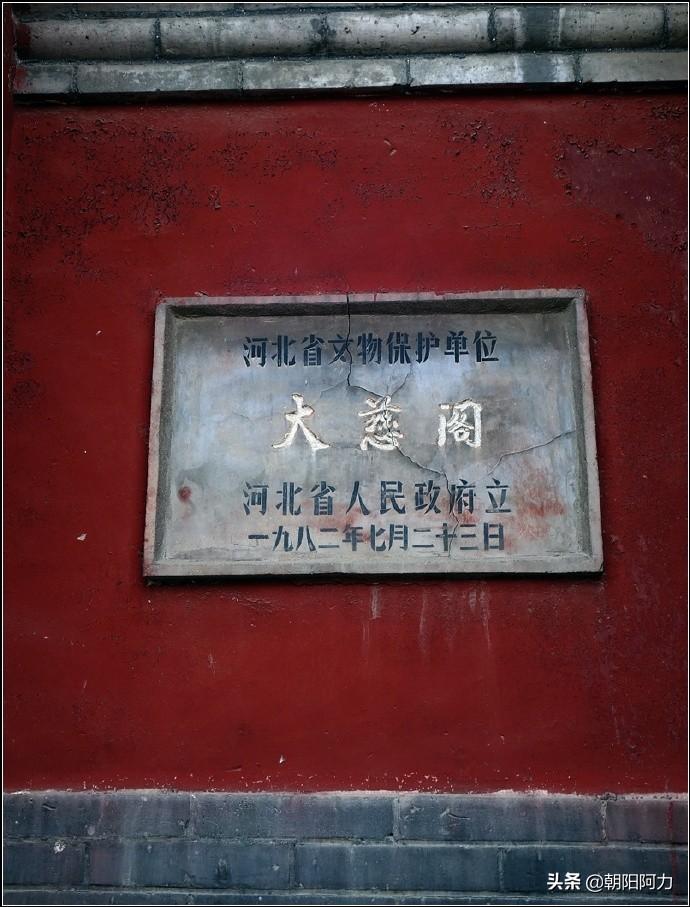 河北省文物保护单位
大慈阁
河北省人民政府立
一九八二年七月二十三日
头条 @朝阳阿力